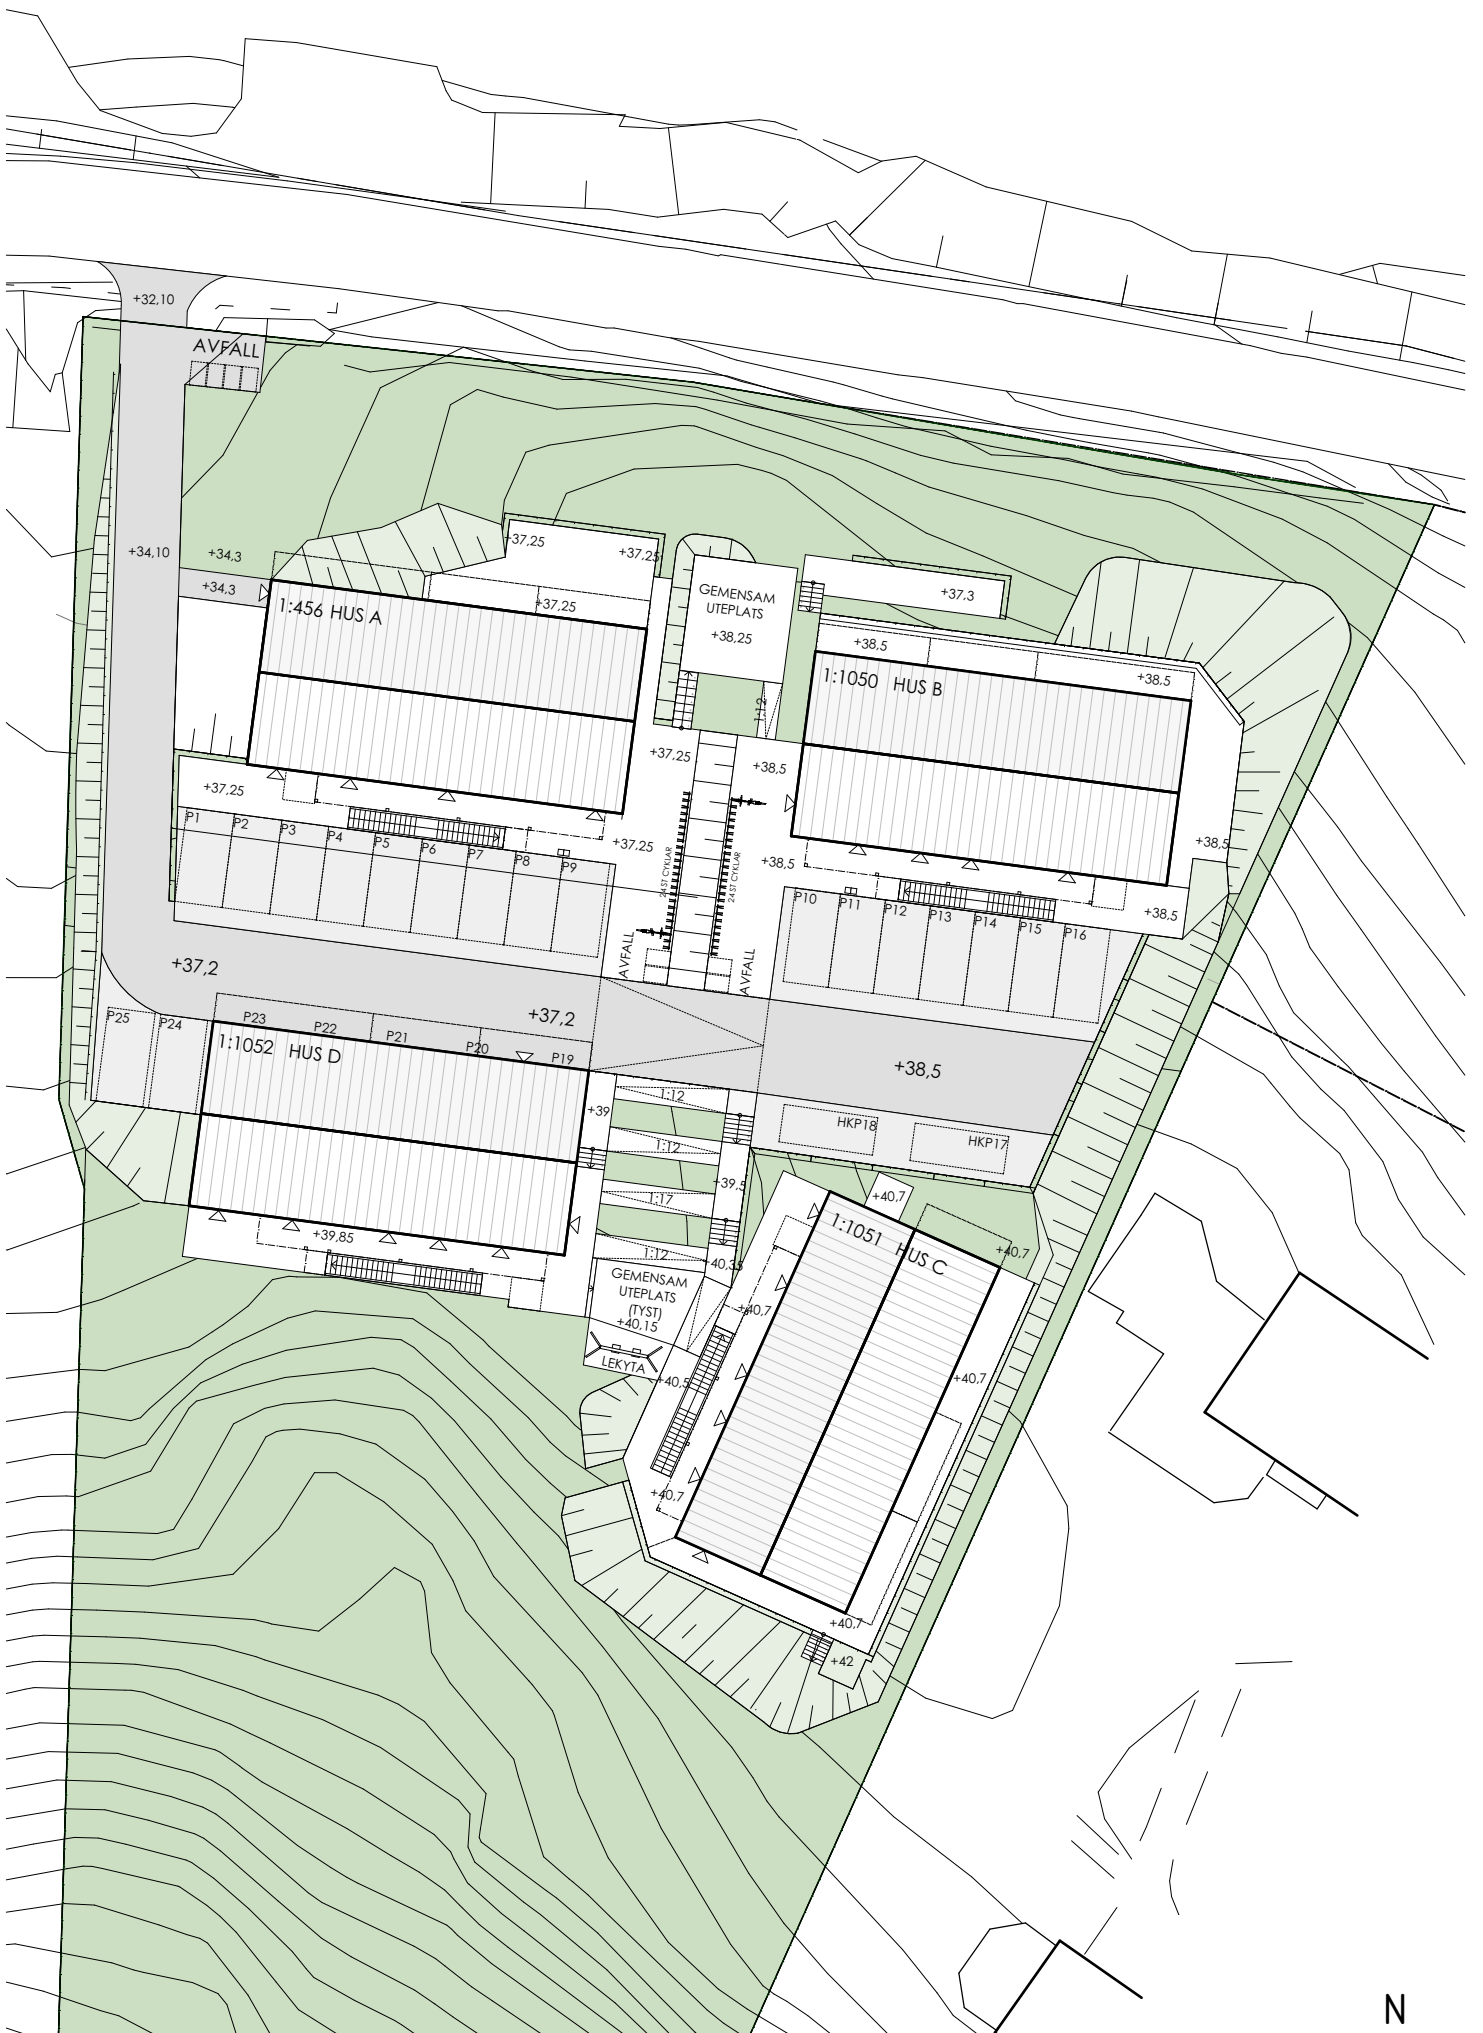 +32,10
AVFALL
+34,10
+34,3
+34,3
+37,25
+37,25
+37,25
1:456 HUS A
GEMENSAM
UTEPLATS
+38,25
+37.3
+38,5
+38,5
1:1050 HUS B
1:12
+37,25
+38,5
+37,25
P1
P2
P3
P4
P5
P6
P7
P8
P9
+37,25
24 ST CYKLAR
24 ST CYKLAR
+38,5
+38,5
+38,5
P10
P11
P12
P13
P14
P15
P16
AVFALL
AVFALL
+37,2
+37,2
+38,5
P25
P24
P23
P22
P21
P20
P19
1:1052 HUS D
+39
1:12
1:12
1:17
1:12
+39,5
HKP18
HKP17
+40,7
1:1051 HUS C
+40,7
+39,85
+40,35
GEMENSAM
UTEPLATS
(TYST)
+40,15
+40,7
LEKYTA
+40,5
+40,7
+40,7
+40,7
+42
N